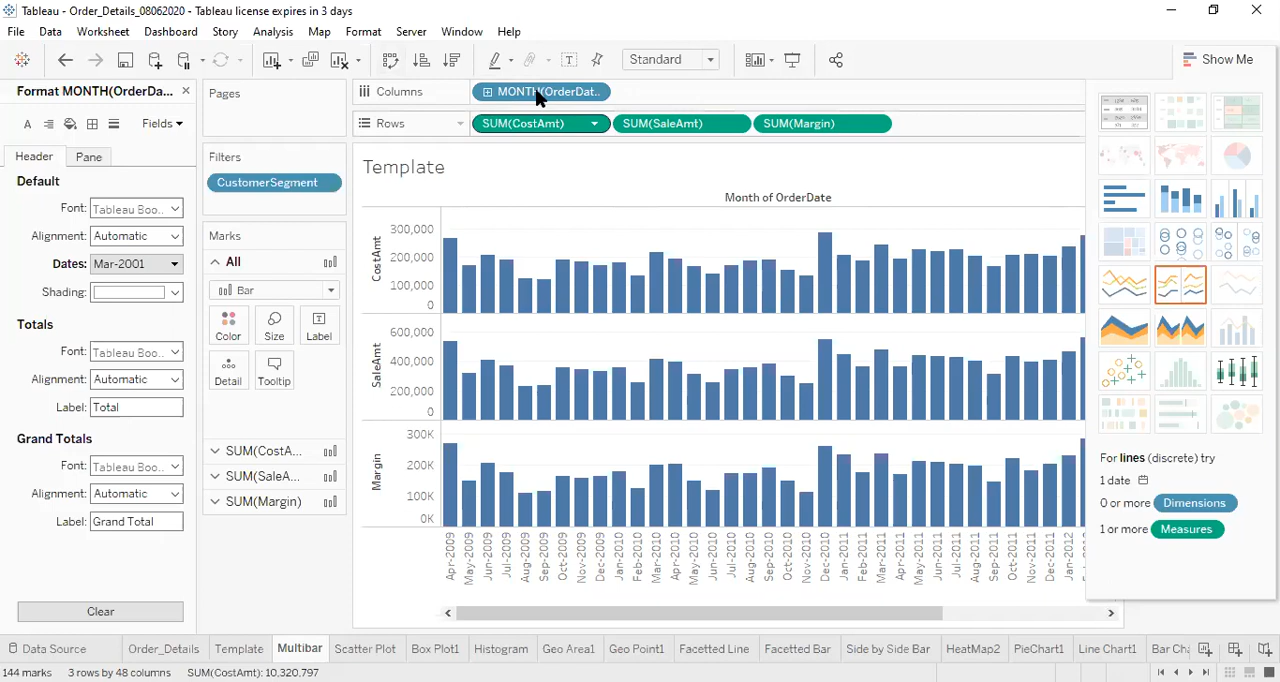 Tableau - Order_Details_08062020 - Tableau license expires in 3 days
File Data Worksheet Dashboard Story Analysis Map Format Server Window Help
Standard
Show Me
Format MONTH(OrderDa...
Fields
Header Pane
Default
Font: Tableau Boo..
Alignment: Automatic
Dates: Mar-2001
Shading:
Totals
Font: Tableau Boo..
Alignment: Automatic
Label: Total
Grand Totals
Font: Tableau Boo..
Alignment: Automatic
Label: Grand Total
Clear
Pages
Filters
CustomerSegment
Marks
All
Bar
Color Size Label
Detail Tooltip
SUM(CostA...
SUM(SaleA...
SUM(Margin)
Columns MONTH(OrderDat..
Rows SUM(CostAmt) SUM(SaleAmt) SUM(Margin)
Template
Month of OrderDate
CostAmt
300,000
200,000
100,000
0
SaleAmt
600,000
400,000
200,000
0
Margin
300K
200K
100K
0K
Apr-2009 May-2009 Jun-2009 Jul-2009 Aug-2009 Sep-2009 Oct-2009 Nov-2009 Dec-2009 Jan-2010 Feb-2010 Mar-2010 Apr-2010 May-2010 Jun-2010 Jul-2010 Aug-2010 Sep-2010 Oct-2010 Nov-2010 Dec-2010 Jan-2011 Feb-2011 Mar-2011 Apr-2011 May-2011 Jun-2011 Jul-2011 Aug-2011 Sep-2011 Oct-2011 Nov-2011 Dec-2011 Jan-2012
For lines (discrete) try
1 date
0 or more Dimensions
1 or more Measures
Data Source Order_Details Template Multibar Scatter Plot Box Plot1 Histogram Geo Area1 Geo Point1 Facetted Line Facetted Bar Side by Side Bar HeatMap2 PieChart1 Line Chart1 Bar Cha
144 marks 3 rows by 48 columns SUM(CostAmt): 10,320,797